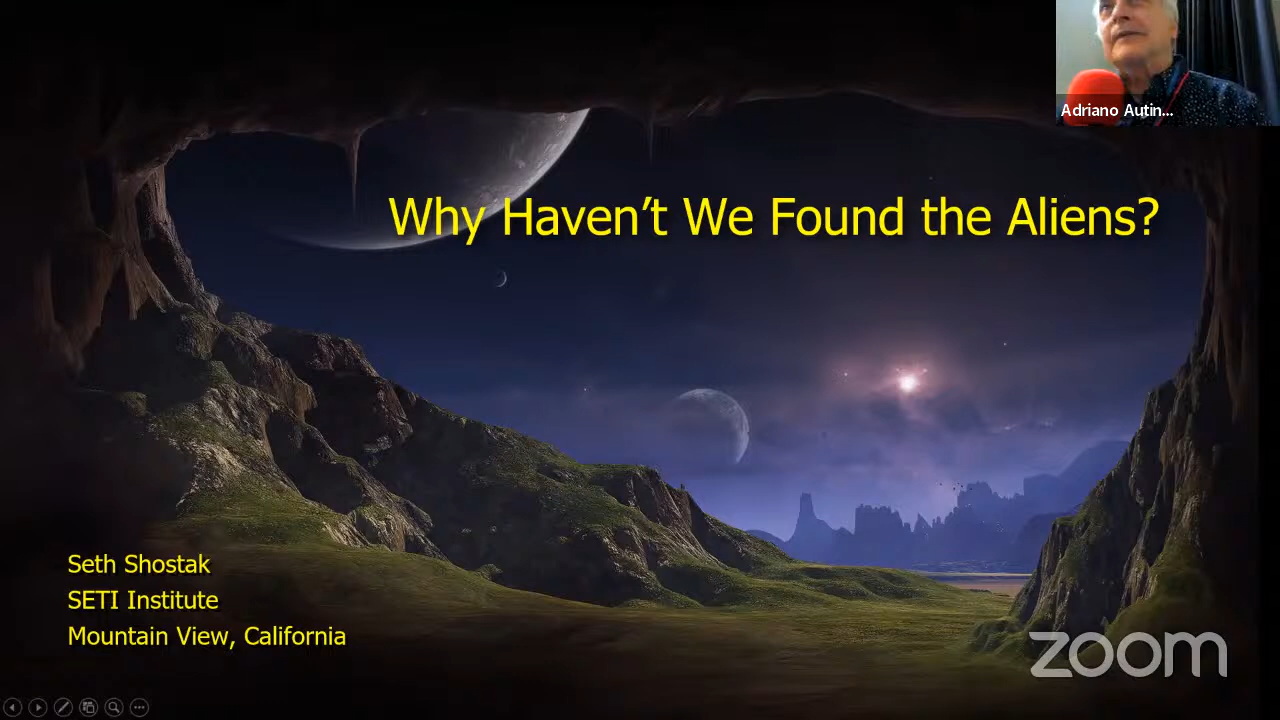 Adriano Autin...
Why Haven’t We Found the Aliens?
Seth Shostak
SETI Institute
Mountain View, California
zoom